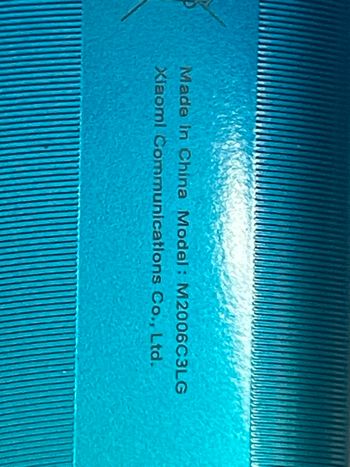 Made in China Model: M2006C3LG
Xiaomi Communications Co., Ltd.